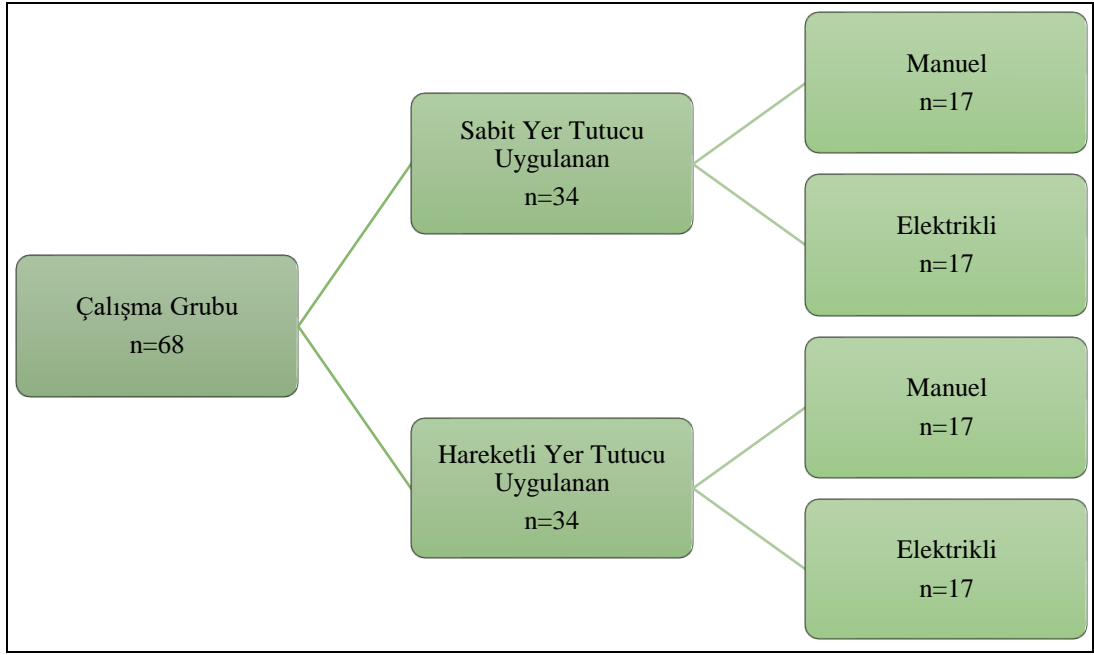 Çalışma Grubu
n=68
Sabit Yer Tutucu
Uygulanan
n=34
Manuel
n=17
Elektrikli
n=17
Hareketli Yer Tutucu
Uygulanan
n=34
Manuel
n=17
Elektrikli
n=17